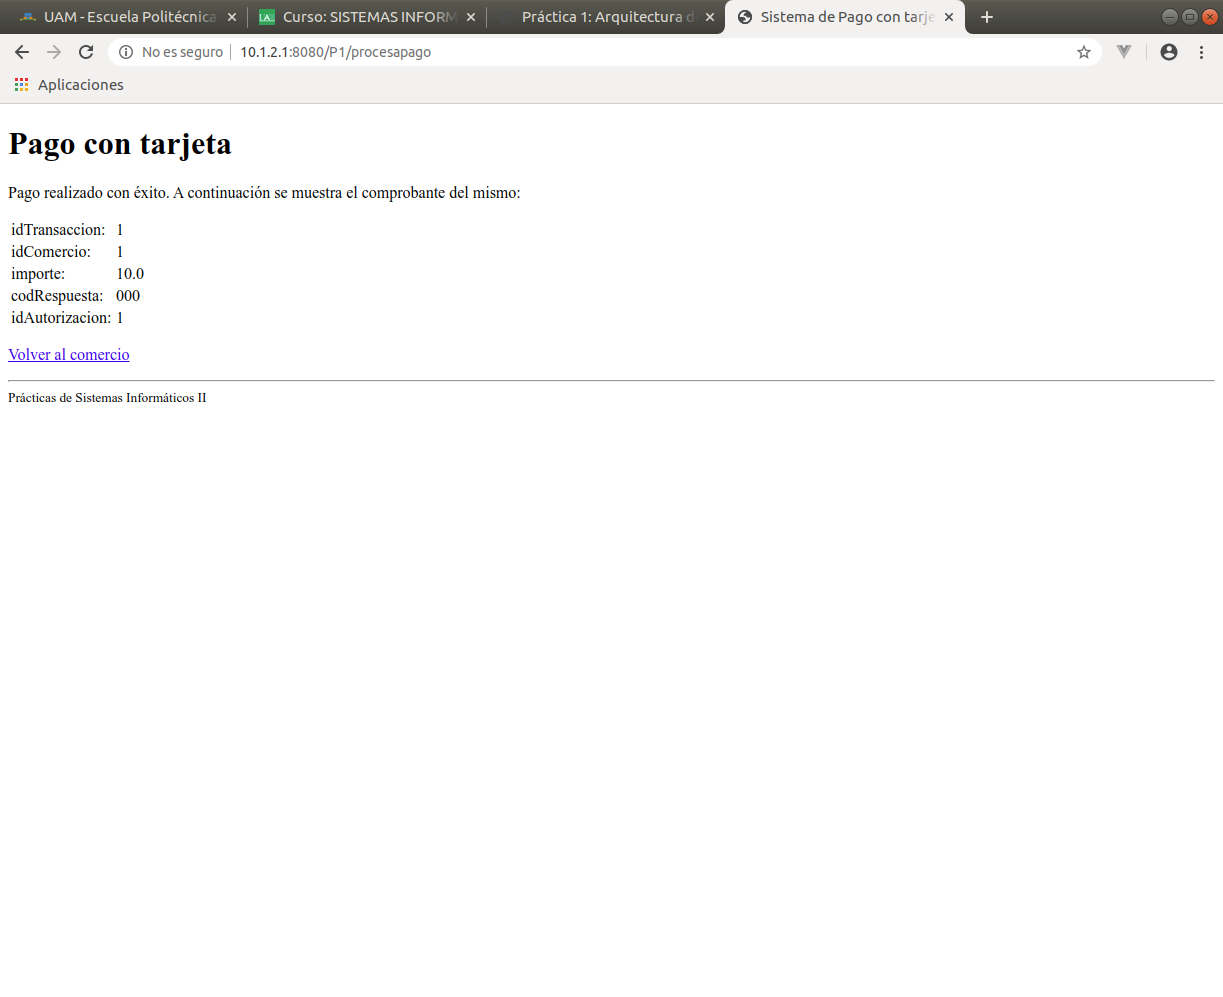 UAM - Escuela Politécnica
Curso: SISTEMAS INFORM
Práctica 1: Arquitectura d
Sistema de Pago con tarje
No es seguro
10.1.2.1:8080/P1/procesapago
Aplicaciones
Pago con tarjeta
Pago realizado con éxito. A continuación se muestra el comprobante del mismo:
idTransaccion: 1
idComercio: 1
importe: 10.0
codRespuesta: 000
idAutorizacion: 1
Volver al comercio
Prácticas de Sistemas Informáticos II